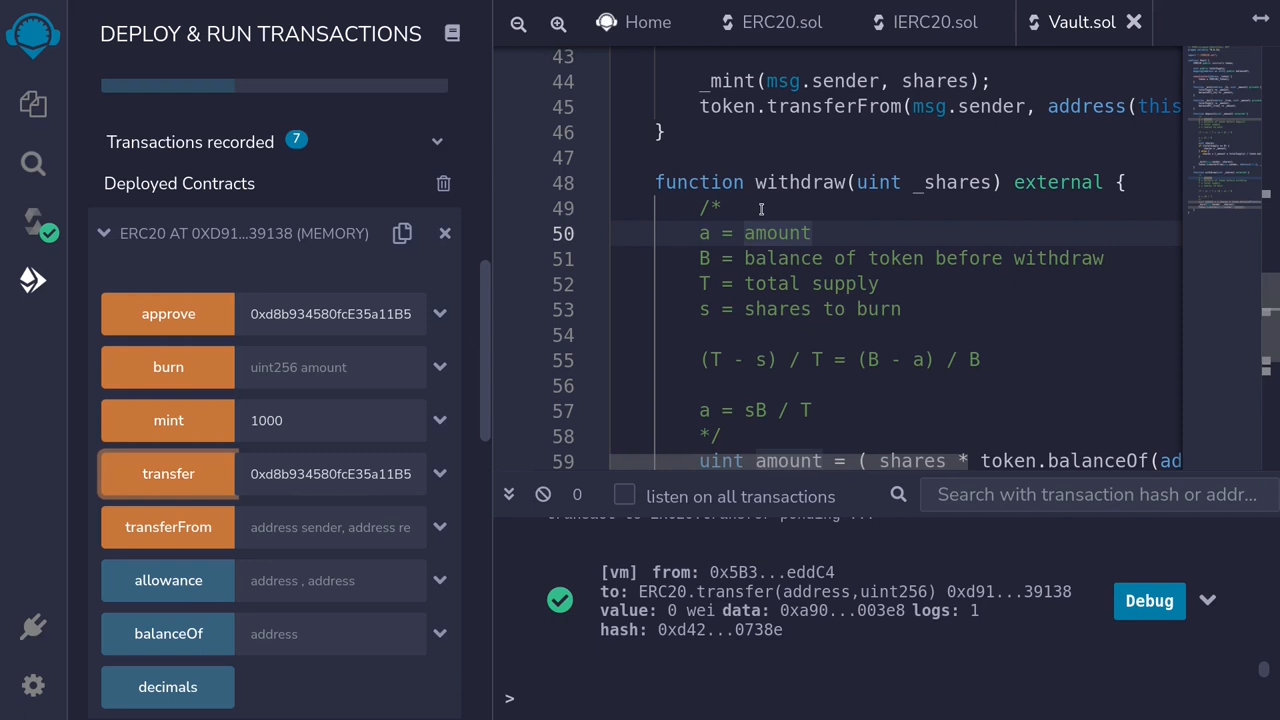 DEPLOY & RUN TRANSACTIONS
Transactions recorded 7
Deployed Contracts
ERC20 AT 0XD91...39138 (MEMORY)
approve 0xd8b934580fcE35a11B5
burn uint256 amount
mint 1000
transfer 0xd8b934580fcE35a11B5
transferFrom address sender, address re
allowance address , address
balanceOf address
decimals
Home ERC20.sol IERC20.sol Vault.sol
43
44 _mint(msg.sender, shares);
45 token.transferFrom(msg.sender, address(this
46 }
47
48 function withdraw(uint _shares) external {
49 /*
50 a = amount
51 B = balance of token before withdraw
52 T = total supply
53 s = shares to burn
54
55 (T - s) / T = (B - a) / B
56
57 a = sB / T
58 */
59 uint amount = (_shares * token.balanceOf(ad
0 listen on all transactions Search with transaction hash or addr...
transact to ERC20.transfer pending ...
[vm] from: 0x5B3...eddC4
to: ERC20.transfer(address,uint256) 0xd91...39138
value: 0 wei data: 0xa90...003e8 logs: 1
hash: 0xd42...0738e
Debug
>